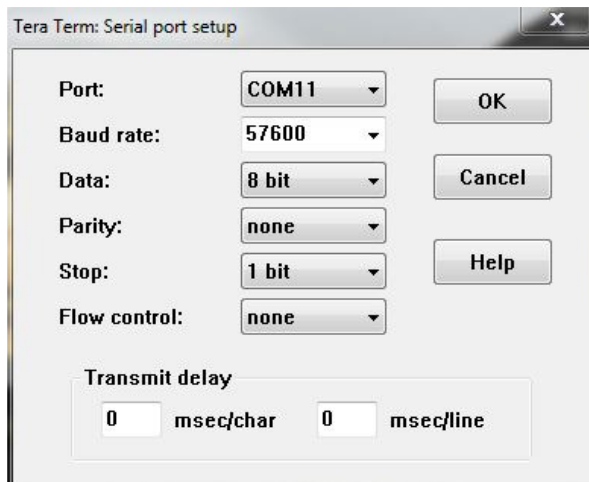 Tera Term: Serial port setup
x
Port: COM11 OK
Baud rate: 57600
Data: 8 bit Cancel
Parity: none
Stop: 1 bit Help
Flow control: none
Transmit delay
0 msec/char 0 msec/line